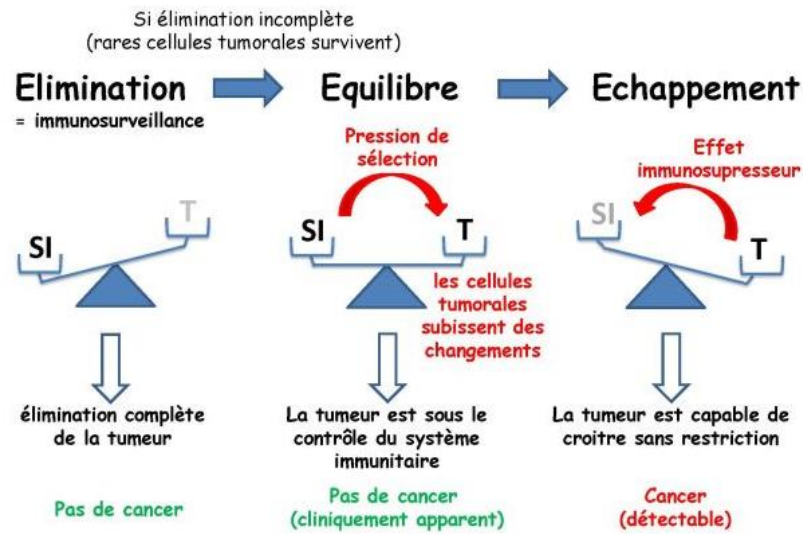 Si élimination incomplète
(rares cellules tumorales survivent)
Elimination
= immunosurveillance
Equilibre
Echappement
Pression de
sélection
Effet
immunosupresseur
SI
T
SI
T
SI
T
les cellules
tumorales
subissent des
changements
élimination complète
de la tumeur
La tumeur est sous le
contrôle du système
immunitaire
La tumeur est capable de
croitre sans restriction
Pas de cancer
Pas de cancer
(cliniquement apparent)
Cancer
(détectable)